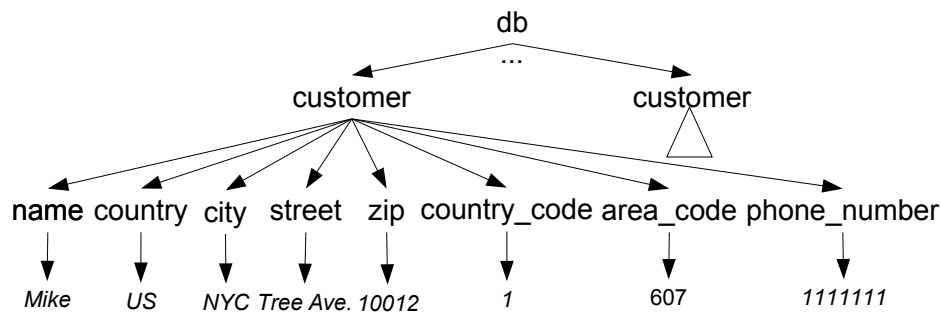 db
...
customer customer
name country city street zip country_code area_code phone_number
Mike US NYC Tree Ave. 10012 1 607 1111111